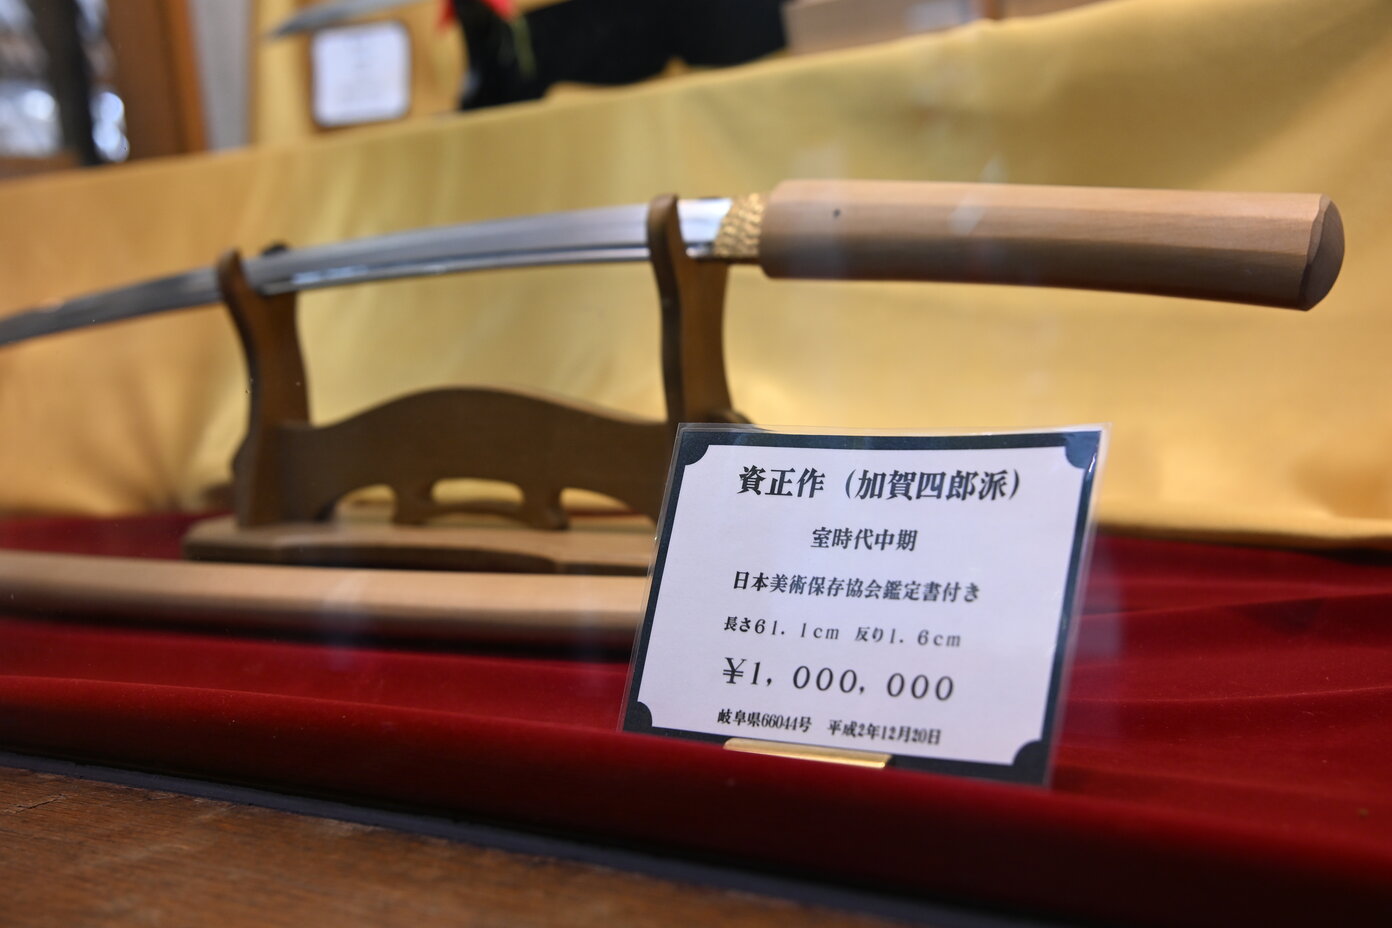 資正作（加賀四郎派）
室時代中期
日本美術保存協会鑑定書付き
長さ61.1cm 反り1.6cm
¥1,000,000
岐阜県66044号 平成2年12月20日